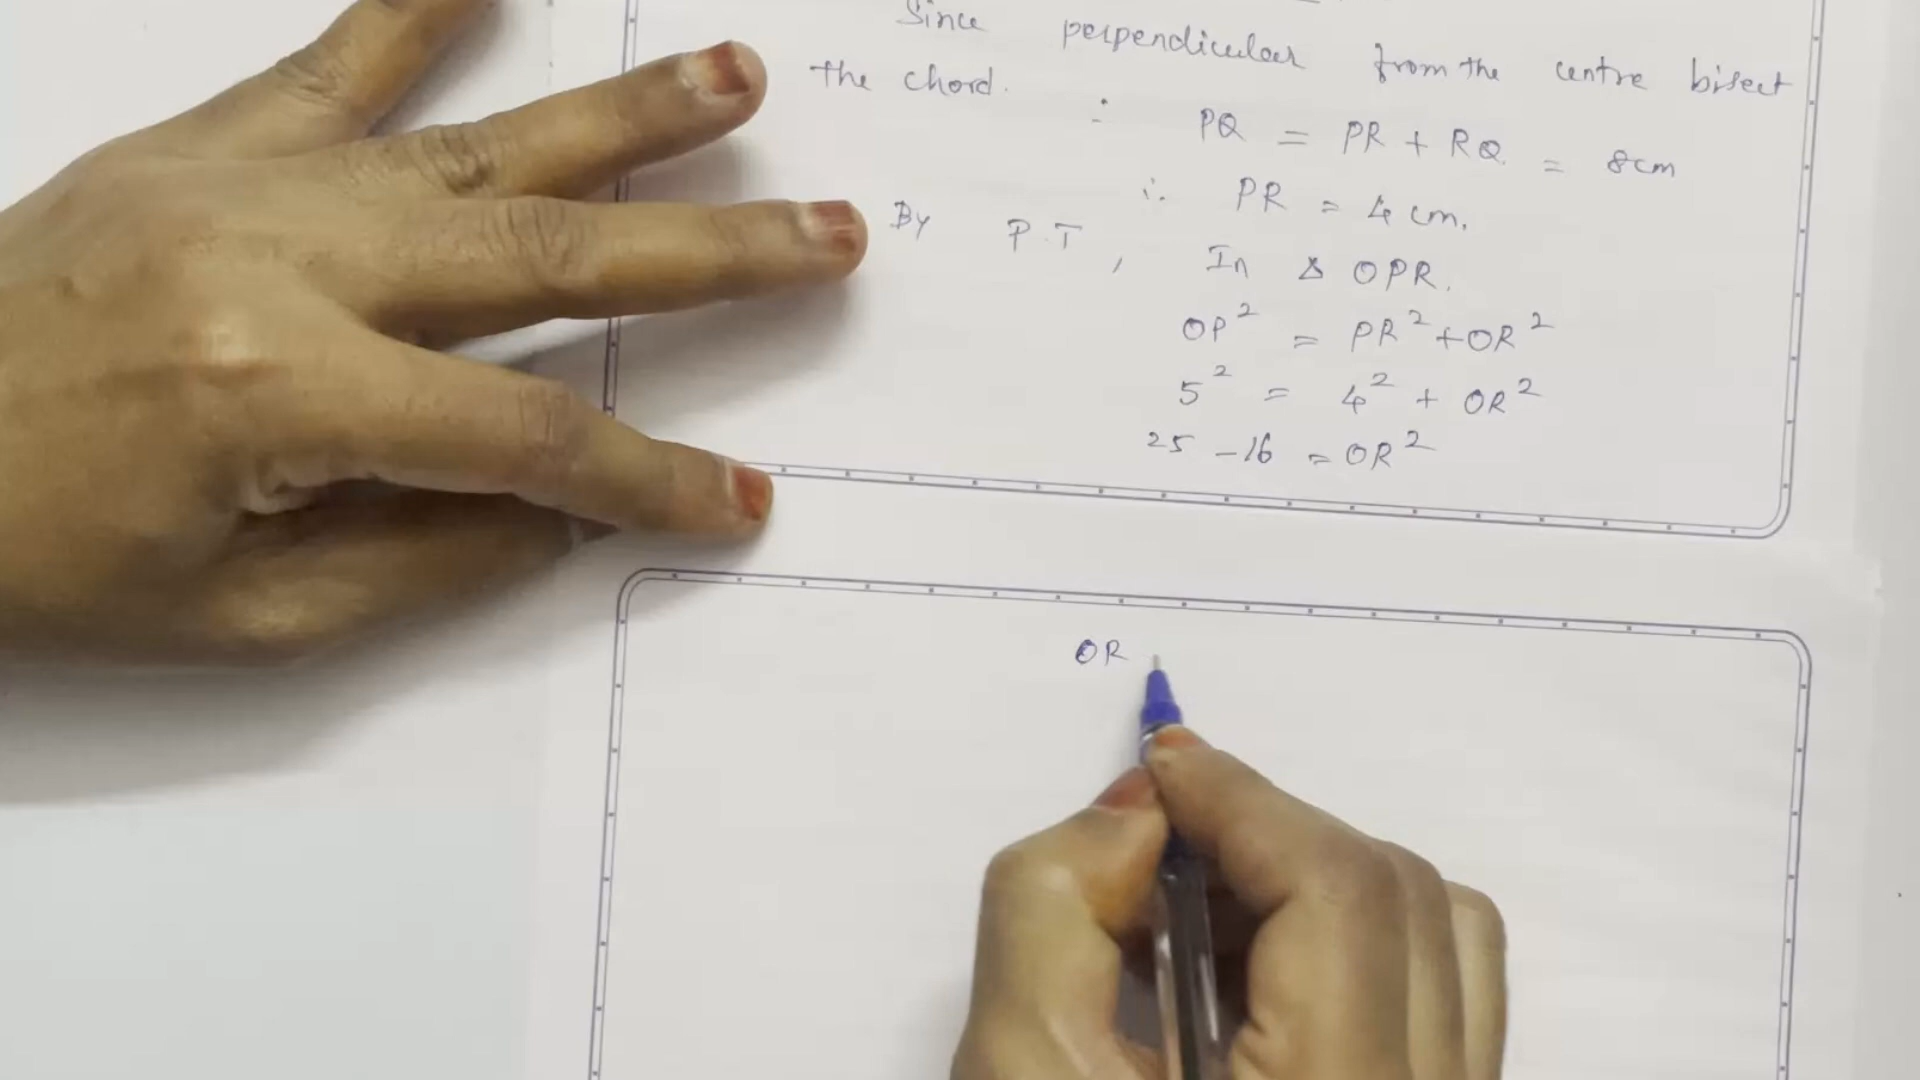 Since perpendicular from the centre bisect
the chord.
∴ PQ = PR + RQ = 8cm
∴ PR = 4 cm.
By P.T, In Δ OPR.
OP² = PR² + OR²
5² = 4² + OR²
25 - 16 = OR²
OR